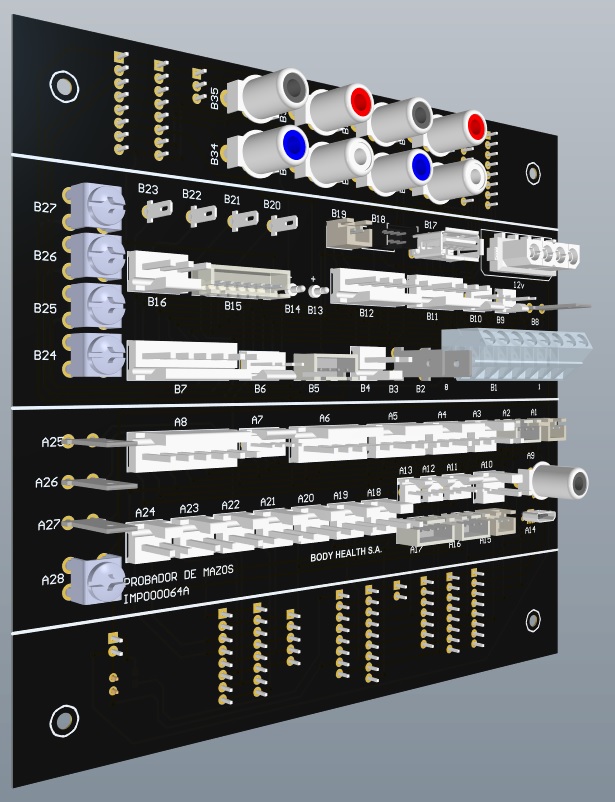 B35
B34
B27
B23
B22
B21
B20
B19
B18
B17
B26
12v
B16
B15
+
B14
B13
B12
B11
B10
B9
B8
B25
B24
B7
B6
B5
B4
B3
B2
8
B1
1
A25
A8
A7
A6
A5
A4
A3
A2
A1
A26
A13
A12
A11
A10
A9
A27
A24
A23
A22
A21
A20
A19
A18
A17
A16
A15
A14
A28
BODY HEALTH S.A.
PROBADOR DE MAZOS
IMPO00064A